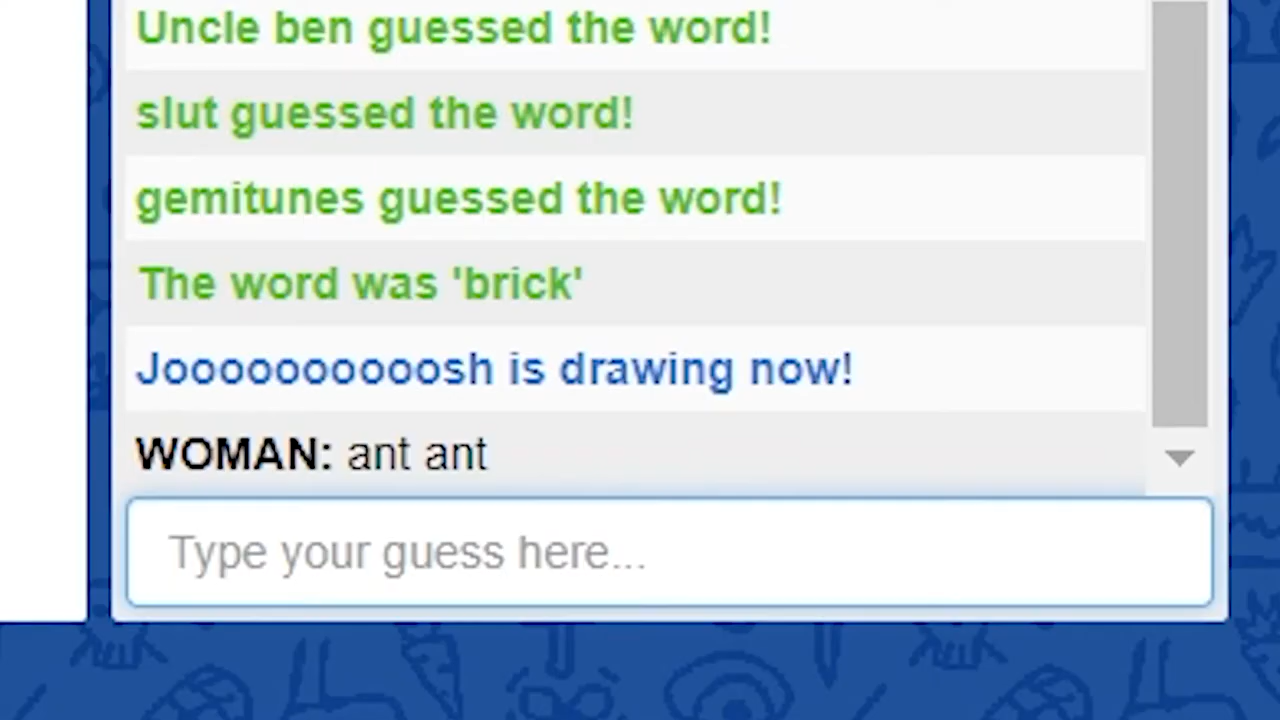 Uncle ben guessed the word!
slut guessed the word!
gemitunes guessed the word!
The word was 'brick'
Joooooooooosh is drawing now!
WOMAN: ant ant
Type your guess here...